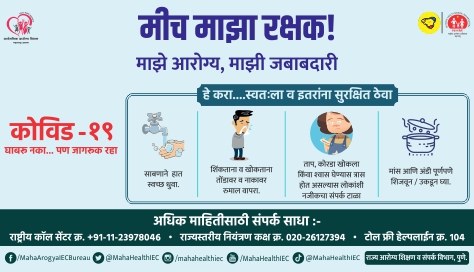 मीच माझा रक्षक!
माझे आरोग्य, माझी जबाबदारी
हे करा....स्वतःला व इतरांना सुरक्षित ठेवा
कोविड -१९
घाबरू नका... पण जागरूक रहा
साबणाने हात
स्वच्छ धुवा.
शिंकताना व खोकताना
तोंडावर व नाकावर
रुमाल वापरा.
ताप, कोरडा खोकला
किंवा श्वास घेण्यास त्रास
होत असल्यास लोकांशी
नजीकचा संपर्क टाळा
मांस आणि अंडी पूर्णपणे
शिजवून / उकडून घ्या.
अधिक माहितीसाठी संपर्क साधा :-
राष्ट्रीय कॉल सेंटर क्र. +91-11-23978046 • राज्यस्तरीय नियंत्रण कक्ष क्र. 020-26127394 • टोल फ्री हेल्पलाईन क्र. 104
/MahaArogyaIECBureau @MahaHealthIEC /MahaHealthIEC @MahaHealthIEC /MahaHealthIEC राज्य आरोग्य शिक्षण व संपर्क विभाग, पुणे.